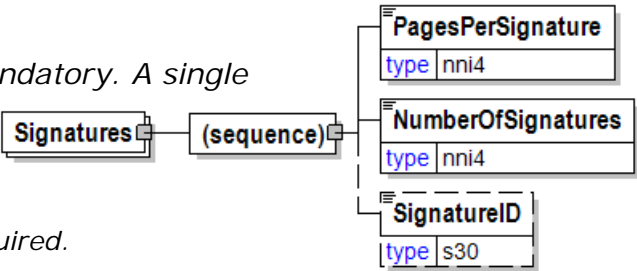 PagesPerSignature
type nni4
ndatory. A single
Signatures (sequence) NumberOfSignatures
type nni4
SignatureID
uired.
type s30